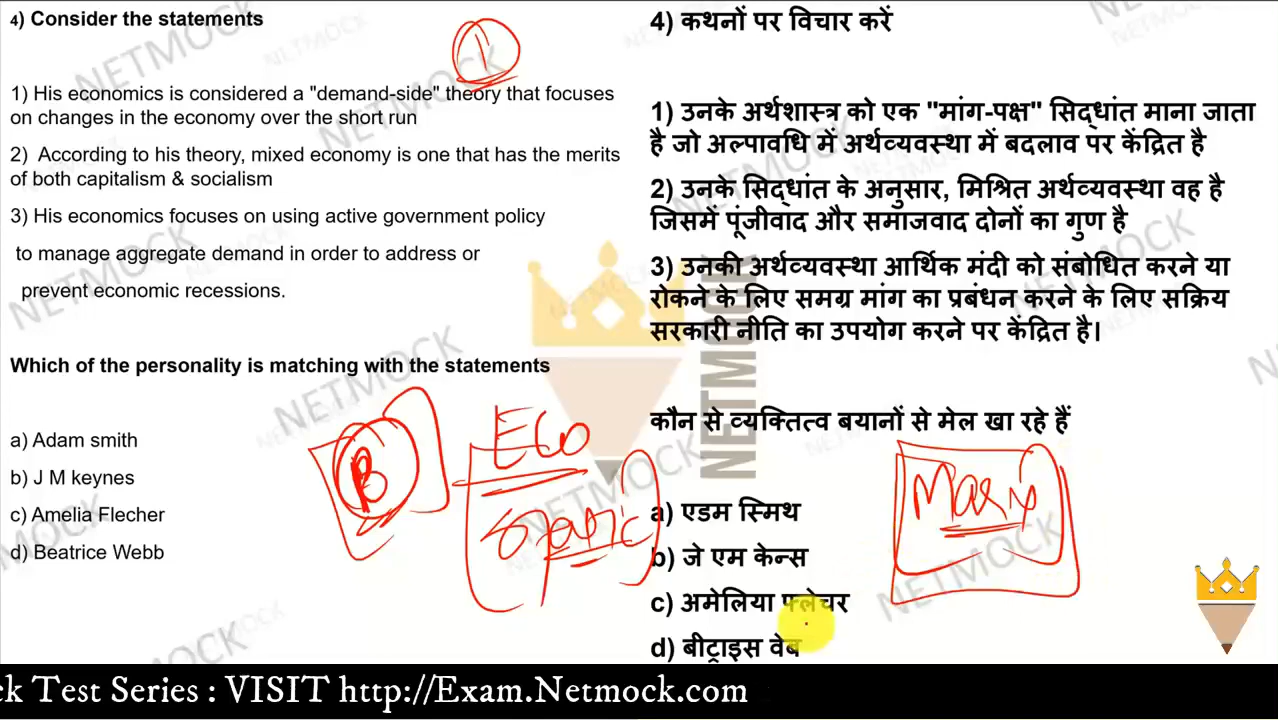 4) Consider the statements
1) His economics is considered a "demand-side" theory that focuses
on changes in the economy over the short run
2) According to his theory, mixed economy is one that has the merits
of both capitalism & socialism
3) His economics focuses on using active government policy
to manage aggregate demand in order to address or
prevent economic recessions.
Which of the personality is matching with the statements
a) Adam smith
b) J M keynes
c) Amelia Flecher
d) Beatrice Webb
4) कथनों पर विचार करें
1) उनके अर्थशास्त्र को एक "मांग-पक्ष" सिद्धांत माना जाता
है जो अल्पावधि में अर्थव्यवस्था में बदलाव पर केंद्रित है
2) उनके सिद्धांत के अनुसार, मिश्रित अर्थव्यवस्था वह है
जिसमें पूंजीवाद और समाजवाद दोनों का गुण है
3) उनकी अर्थव्यवस्था आर्थिक मंदी को संबोधित करने या
रोकने के लिए समग्र मांग का प्रबंधन करने के लिए सक्रिय
सरकारी नीति का उपयोग करने पर केंद्रित है।
कौन से व्यक्तित्व बयानों से मेल खा रहे हैं
a) एडम स्मिथ
b) जे एम केन्स
c) अमेलिया फ्लेचर
d) बीट्राइस वेब
1
B
ECO
Marx
NETMOCK
ck Test Series : VISIT http://Exam.Netmock.com